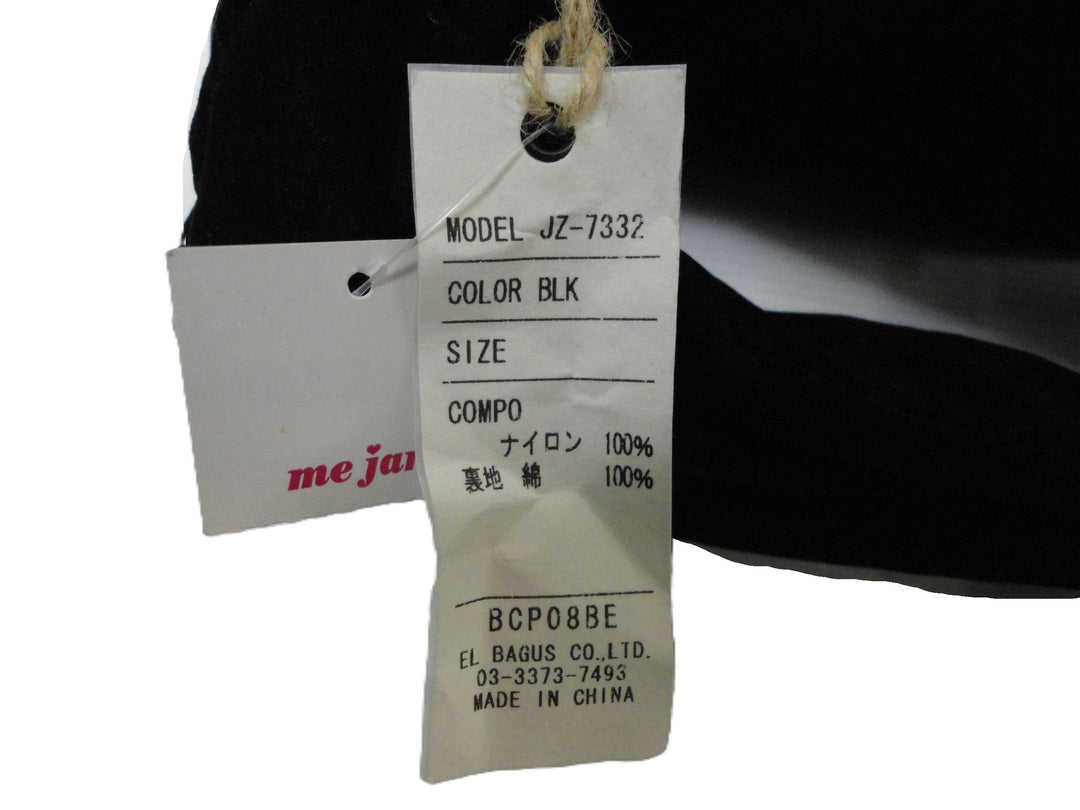 MODEL JZ-7332
COLOR BLK
SIZE
COMPO
ナイロン 100%
裏地 綿 100%
BCP08BE
EL BAGUS CO.,LTD.
03-3373-7493
MADE IN CHINA
me